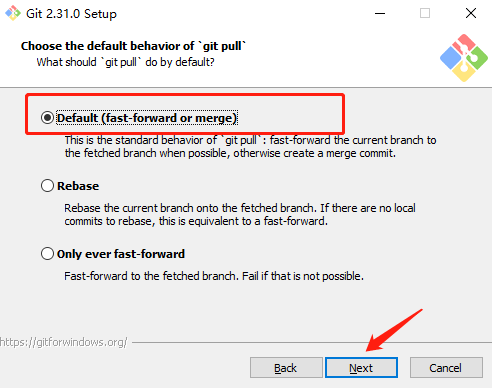 Git 2.31.0 Setup
Choose the default behavior of `git pull`
What should `git pull` do by default?
Default (fast-forward or merge)
This is the standard behavior of `git pull`: fast-forward the current branch to
the fetched branch when possible, otherwise create a merge commit.
Rebase
Rebase the current branch onto the fetched branch. If there are no local
commits to rebase, this is equivalent to a fast-forward.
Only ever fast-forward
Fast-forward to the fetched branch. Fail if that is not possible.
https://gitforwindows.org/
Back Next Cancel